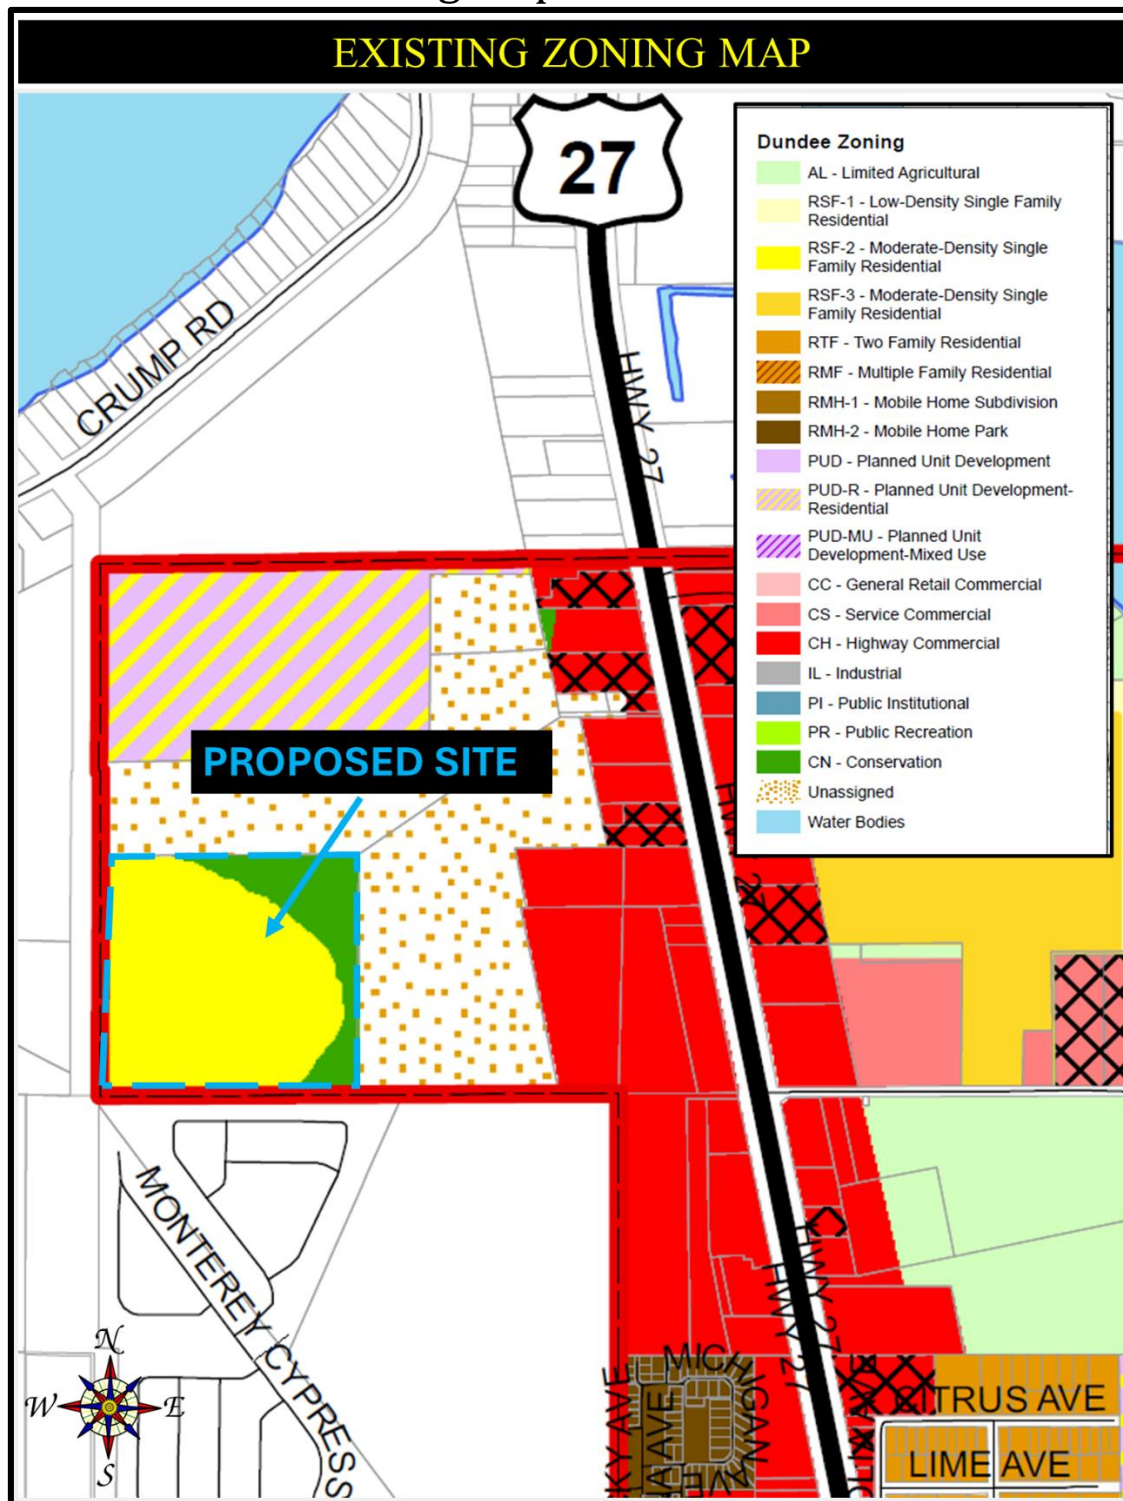 EXISTING ZONING MAP
27
Dundee Zoning
AL - Limited Agricultural
RSF-1 - Low-Density Single Family
Residential
RSF-2 - Moderate-Density Single
Family Residential
RSF-3 - Moderate-Density Single
Family Residential
RTF - Two Family Residential
RMF - Multiple Family Residential
RMH-1 - Mobile Home Subdivision
RMH-2 - Mobile Home Park
PUD - Planned Unit Development
PUD-R - Planned Unit Development-
Residential
PUD-MU - Planned Unit
Development-Mixed Use
CC - General Retail Commercial
CS - Service Commercial
CH - Highway Commercial
IL - Industrial
PI - Public Institutional
PR - Public Recreation
CN - Conservation
Unassigned
Water Bodies
CRUMP RD
HWY 27
PROPOSED SITE
MONTEREY CYPRESS
HWY 27
HWY 27
MICHIGAN AVE
KY AVE
AVE
CITRUS AVE
LIME AVE
N
W
E
S